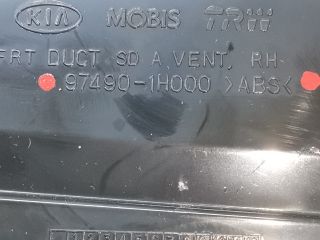 KIA MOBIS TRW
FRT DUCT SD A.VENT, RH
97490-1H000 >ABS<